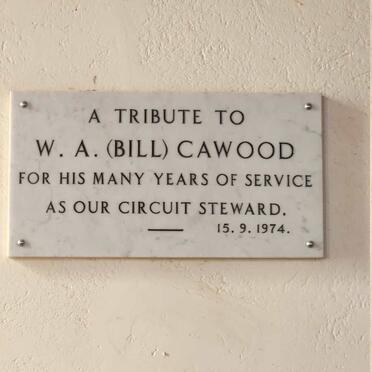 A TRIBUTE TO
W. A. (BILL) CAWOOD
FOR HIS MANY YEARS OF SERVICE
AS OUR CIRCUIT STEWARD.
15. 9. 1974.